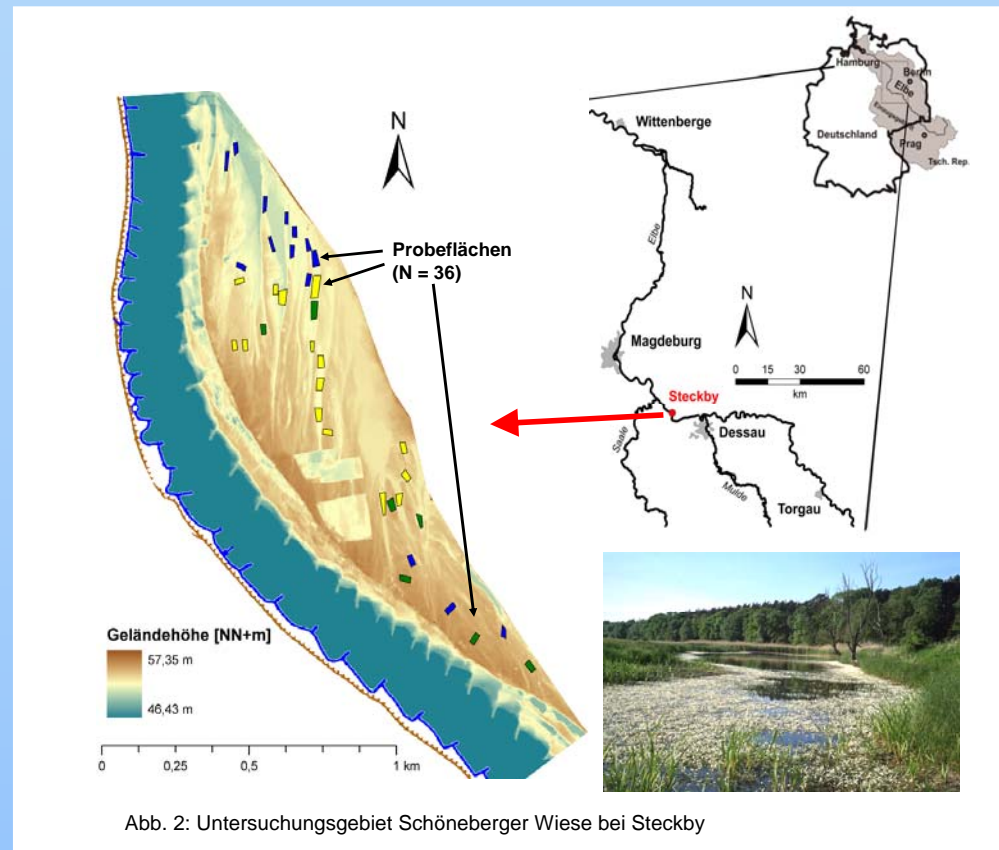 N
Probeflächen
(N = 36)
Geländehöhe [NN+m]
57,35 m
46,43 m
0 0,25 0,5 1 km
Hamburg
Berlin
Elbe
Deutschland
Prag
Tsch. Rep.
Wittenberge
Elbe
N
Magdeburg
0 15 30 60
km
Steckby
Saale
Dessau
Mulde
Torgau
Abb. 2: Untersuchungsgebiet Schöneberger Wiese bei Steckby